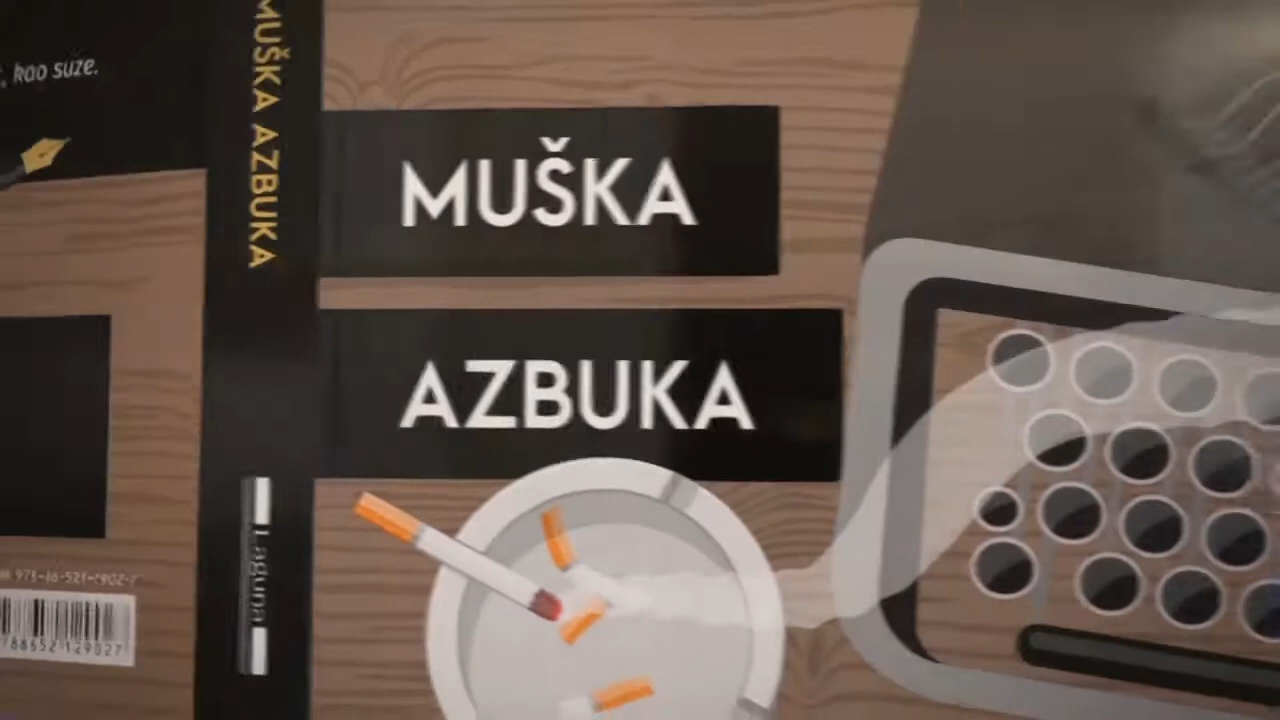 , kao suze.
MUŠKA AZBUKA
MUŠKA
AZBUKA
Laguna